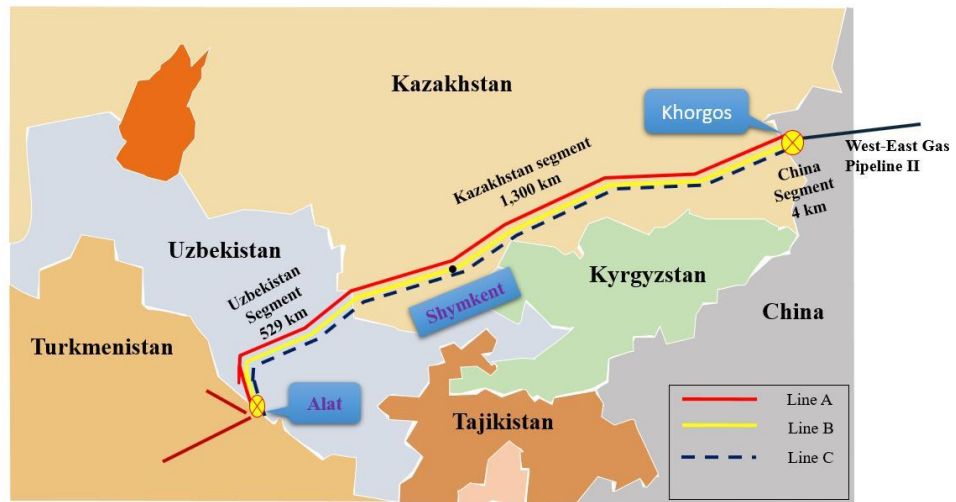 Kazakhstan
Khorgos
West-East Gas
Pipeline II
Kazakhstan segment
1,300 km
China
Segment
4 km
Uzbekistan
Uzbekistan
Segment
529 km
Kyrgyzstan
Shymkent
China
Turkmenistan
Alat
Tajikistan
Line A
Line B
Line C